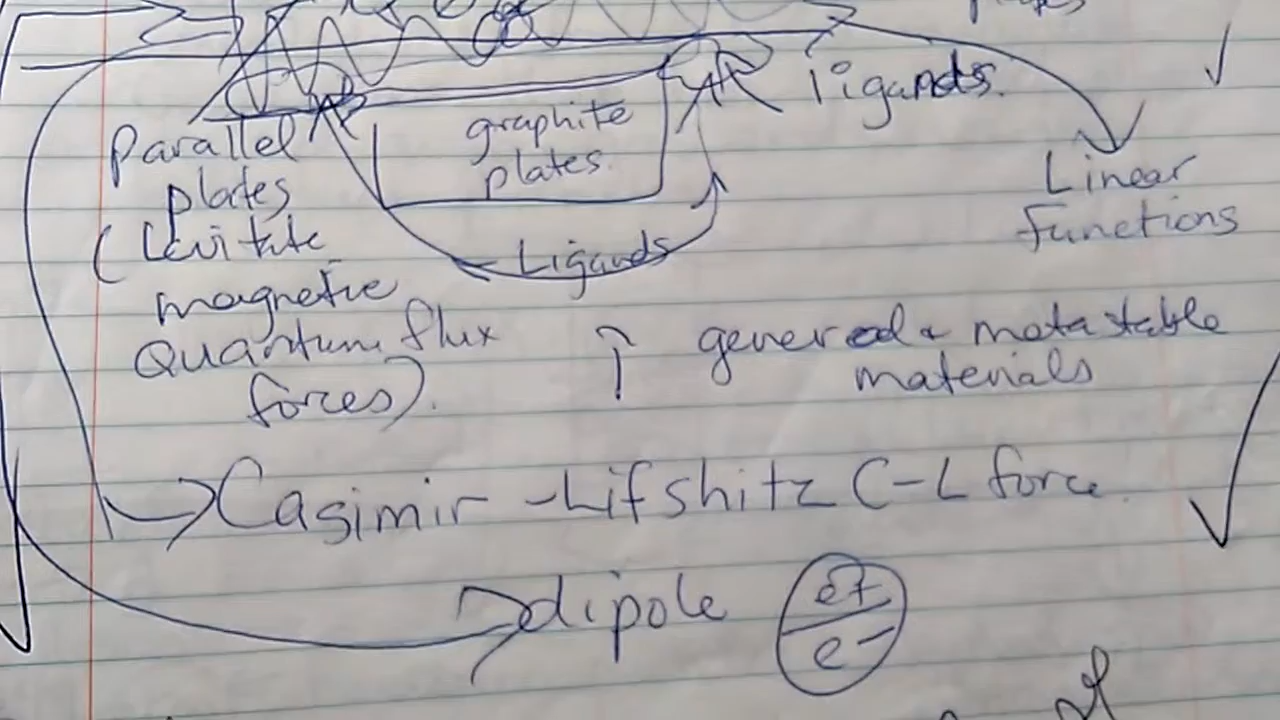 ligands.
graphite
plates.
Parallel
plates
(Levitate
magnetic
Quantum flux
forces).
Ligands
Linear
functions
metastable
materials
Casimir-Lifshitz C-L force.
dipole
e+
e-